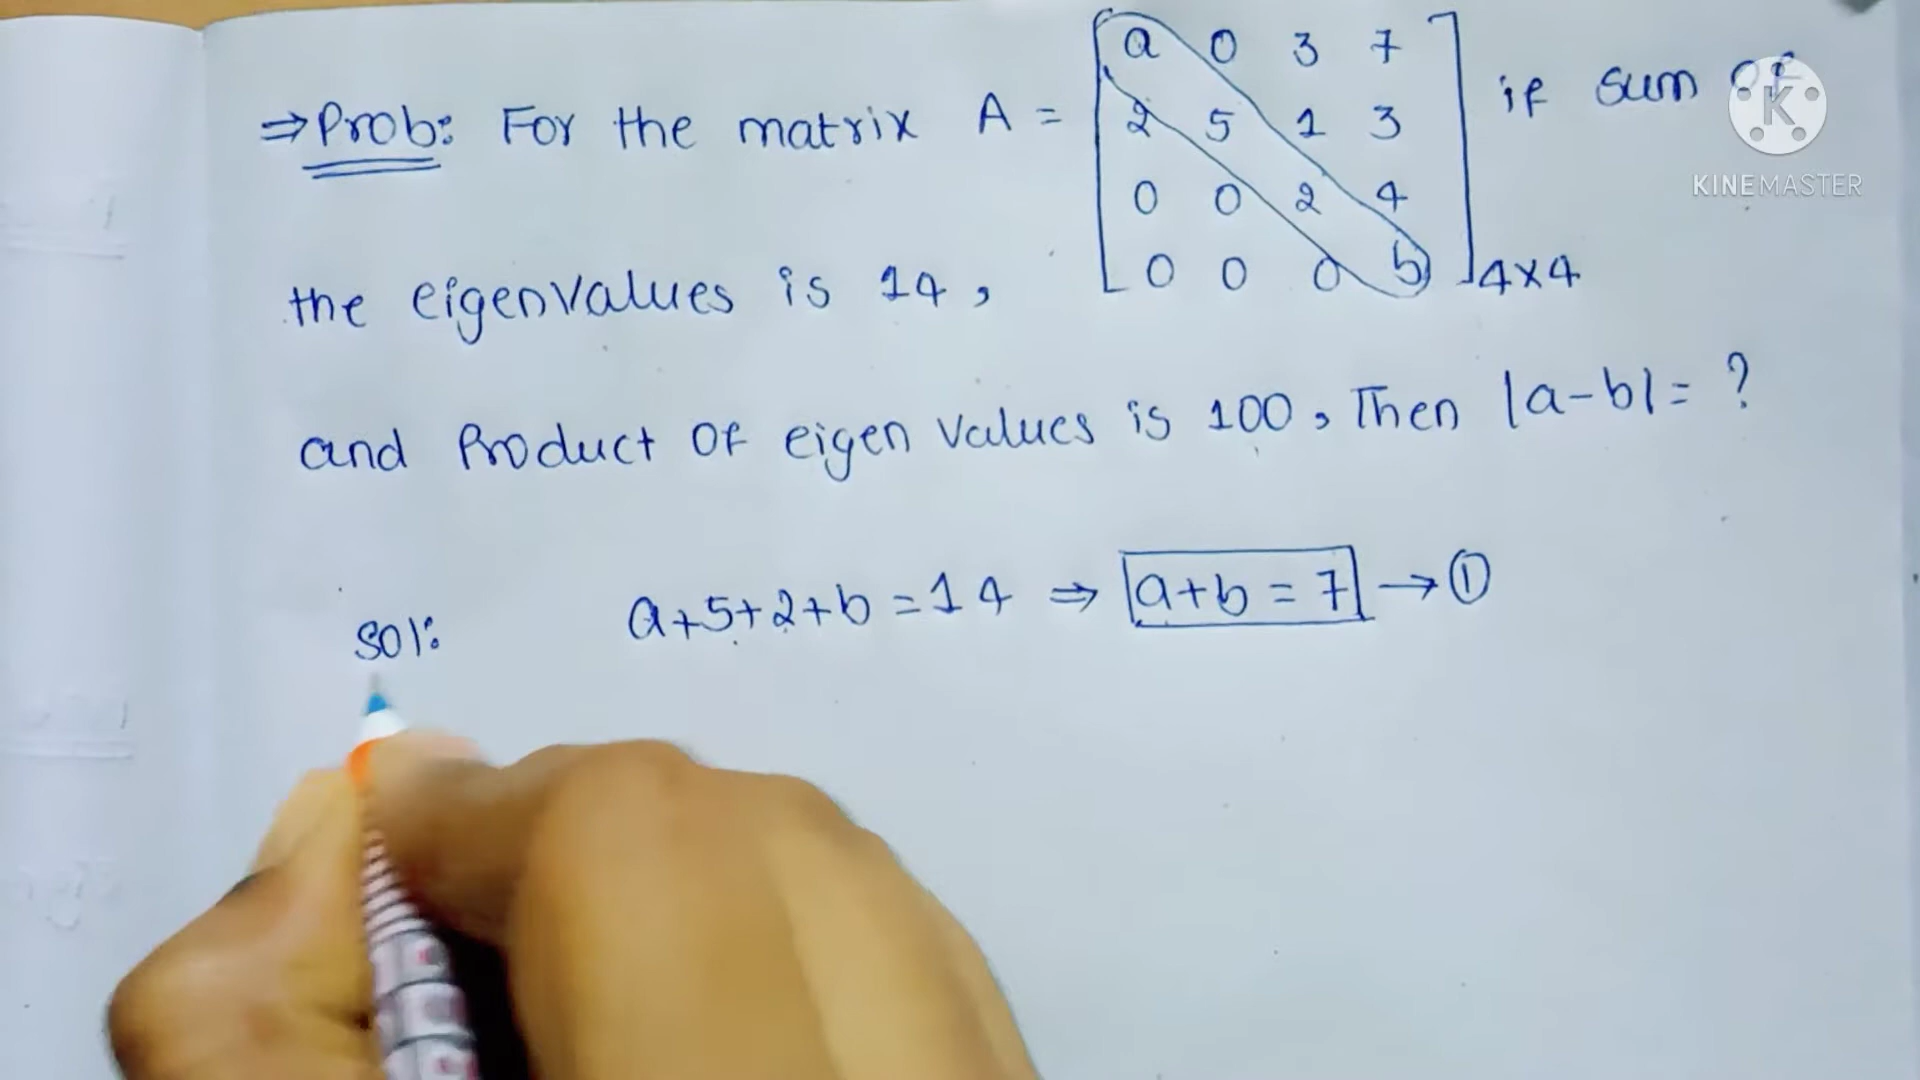 ⇒Prob: For the matrix A = [a 0 3 7
2 5 1 3
0 0 2 4
0 0 0 b]4x4 if sum of
the eigenvalues is 14,
and Product of eigen values is 100, Then |a-b| = ?
Sol: a+5+2+b = 14 ⇒ a+b = 7 → ①
K
KINEMASTER